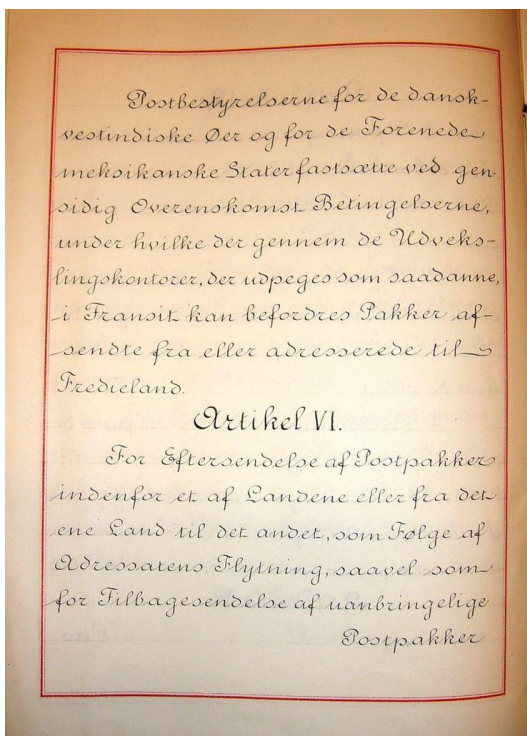 Postbestyrelserne for de dansk-
vestindiske Øer og for de Forenede
meksikanske Stater fastsætte ved gen-
sidig Overenskomst Betingelserne,
under hvilke der gennem de Udveks-
lingskontorer, der udpeges som saadanne,
i Transit kan befordres Pakker af-
sendte fra eller adresserede til
Tredieland.
Artikel VI.
For Eftersendelse af Postpakker
indenfor et af Landene eller fra det
ene Land til det andet, som Følge af
Adressatens Flytning, saavel som
for Tilbagesendelse af uanbringelige
Postpakker